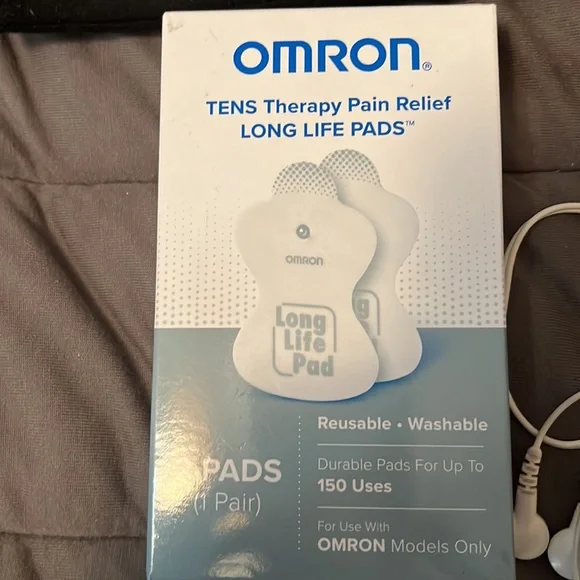 OMRON®
TENS Therapy Pain Relief
LONG LIFE PADS™
OMRON
Long
Life
Pad
g
Reusable • Washable
PADS
(1 Pair)
Durable Pads For Up To
150 Uses
For Use With
OMRON Models Only